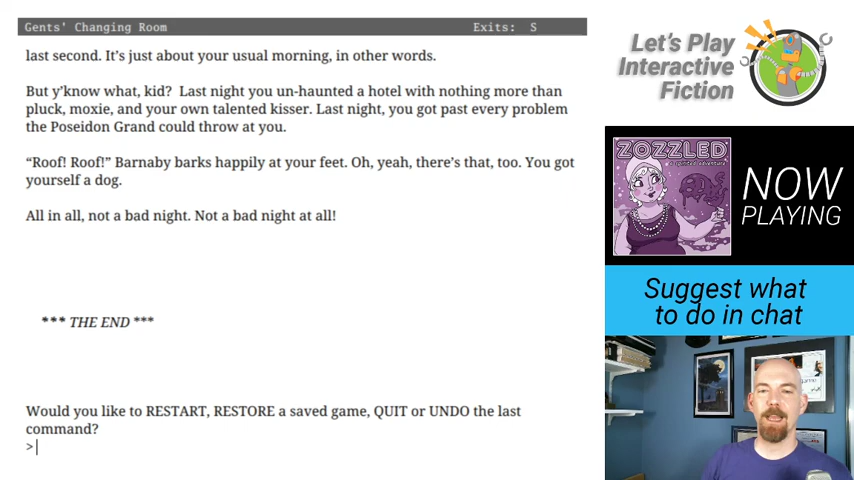 Gents' Changing Room Exits: S
last second. It's just about your usual morning, in other words.
But y'know what, kid? Last night you un-haunted a hotel with nothing more than
pluck, moxie, and your own talented kisser. Last night, you got past every problem
the Poseidon Grand could throw at you.
“Roof! Roof!” Barnaby barks happily at your feet. Oh, yeah, there's that, too. You got
yourself a dog.
All in all, not a bad night. Not a bad night at all!
*** THE END ***
Would you like to RESTART, RESTORE a saved game, QUIT or UNDO the last
command?
>
Let's Play
Interactive
Fiction
ZOZZLED
NOW
PLAYING
Suggest what
to do in chat